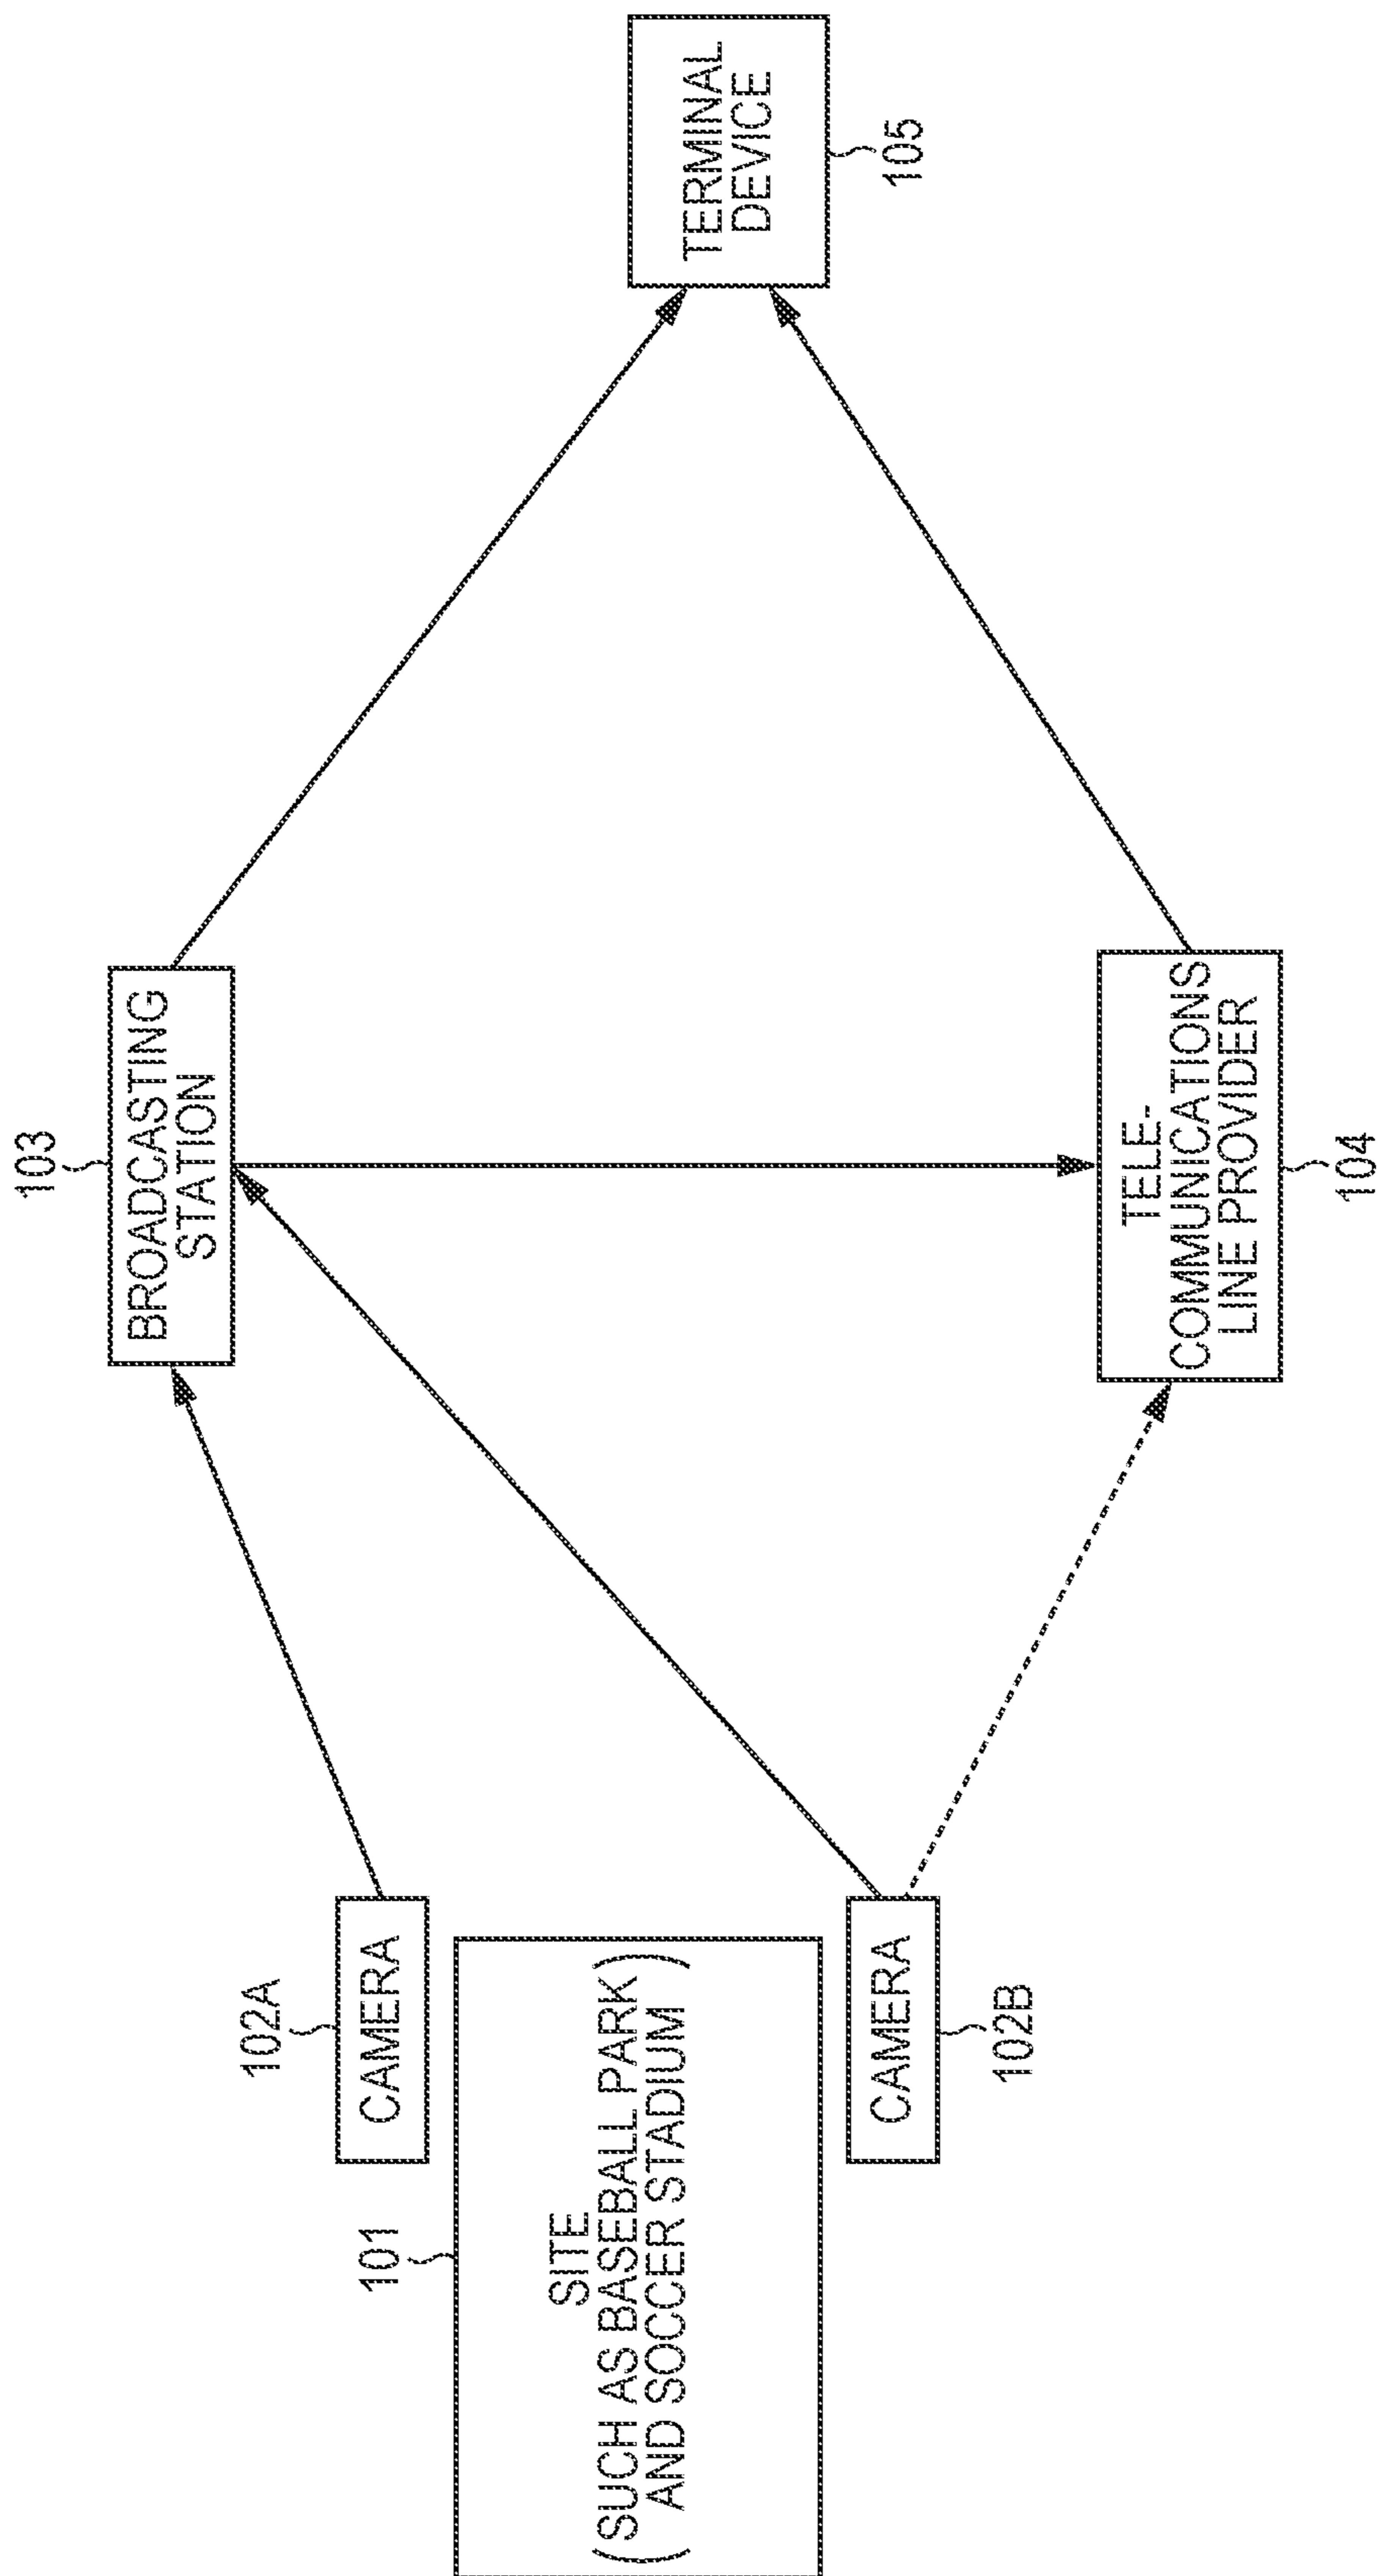 103
BROADCASTING
STATION
TERMINAL
DEVICE
105
102A
CAMERA
101
SITE
(SUCH AS BASEBALL PARK
AND SOCCER STADIUM)
CAMERA
102B
TELE-
COMMUNICATIONS
LINE PROVIDER
104